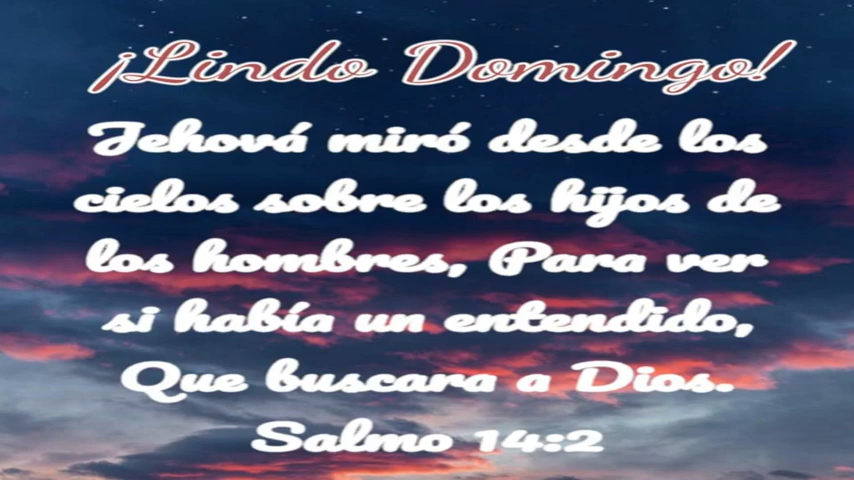 ¡Lindo Domingo!
Jehová miró desde los
cielos sobre los hijos de
los hombres, Para ver
si había un entendido,
Que buscara a Dios.
Salmo 14:2